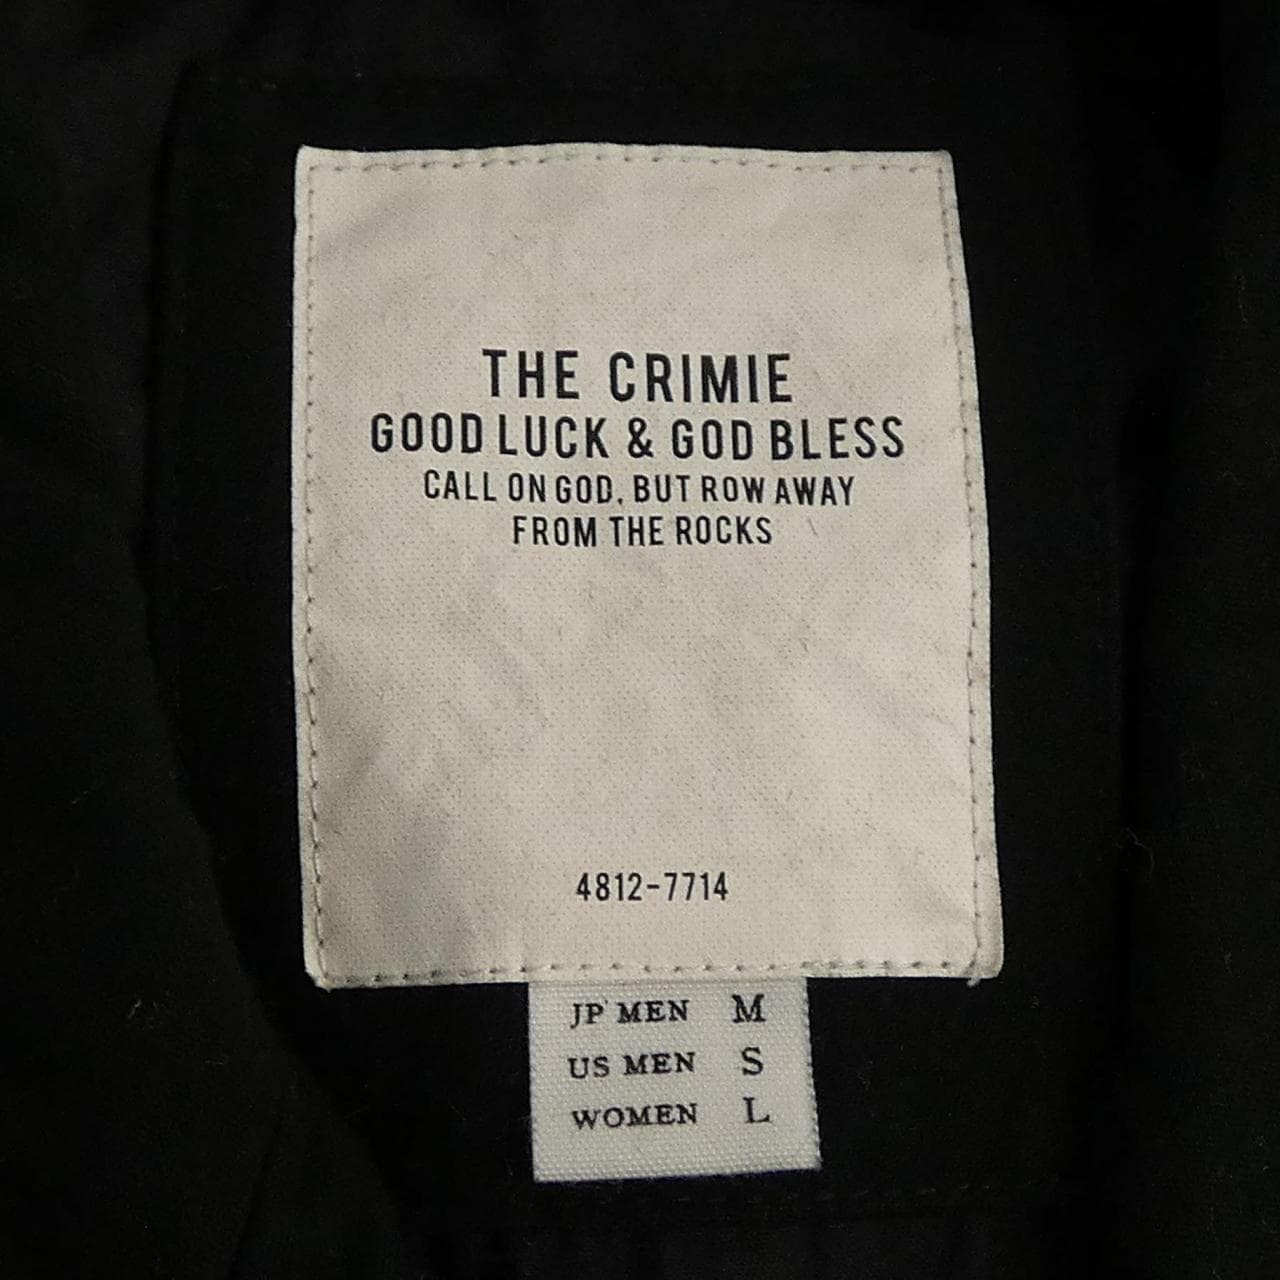 THE CRIMIE
GOOD LUCK & GOD BLESS
CALL ON GOD, BUT ROW AWAY
FROM THE ROCKS
4812-7714
JP MEN M
US MEN S
WOMEN L